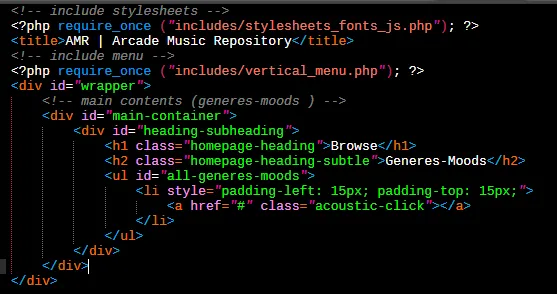 <!-- include stylesheets -->
<?php require_once ("includes/stylesheets_fonts_js.php"); ?>
<title>AMR | Arcade Music Repository</title>
<!-- include menu -->
<?php require_once ("includes/vertical_menu.php"); ?>
<div id="wrapper">
    <!-- main contents (generes-moods ) -->
    <div id="main-container">
        <div id="heading-subheading">
            <h1 class="homepage-heading">Browse</h1>
            <h2 class="homepage-heading-subtle">Generes-Moods</h2>
            <ul id="all-generes-moods">
                <li style="padding-left: 15px; padding-top: 15px;">
                    <a href="#" class="acoustic-click"></a>
                </li>
            </ul>
        </div>
    </div>
</div>